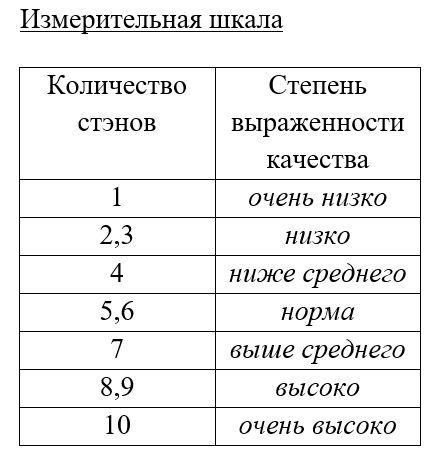 Измерительная шкала
Количество стэнов
Степень выраженности качества
1 очень низко
2,3 низко
4 ниже среднего
5,6 норма
7 выше среднего
8,9 высоко
10 очень высоко